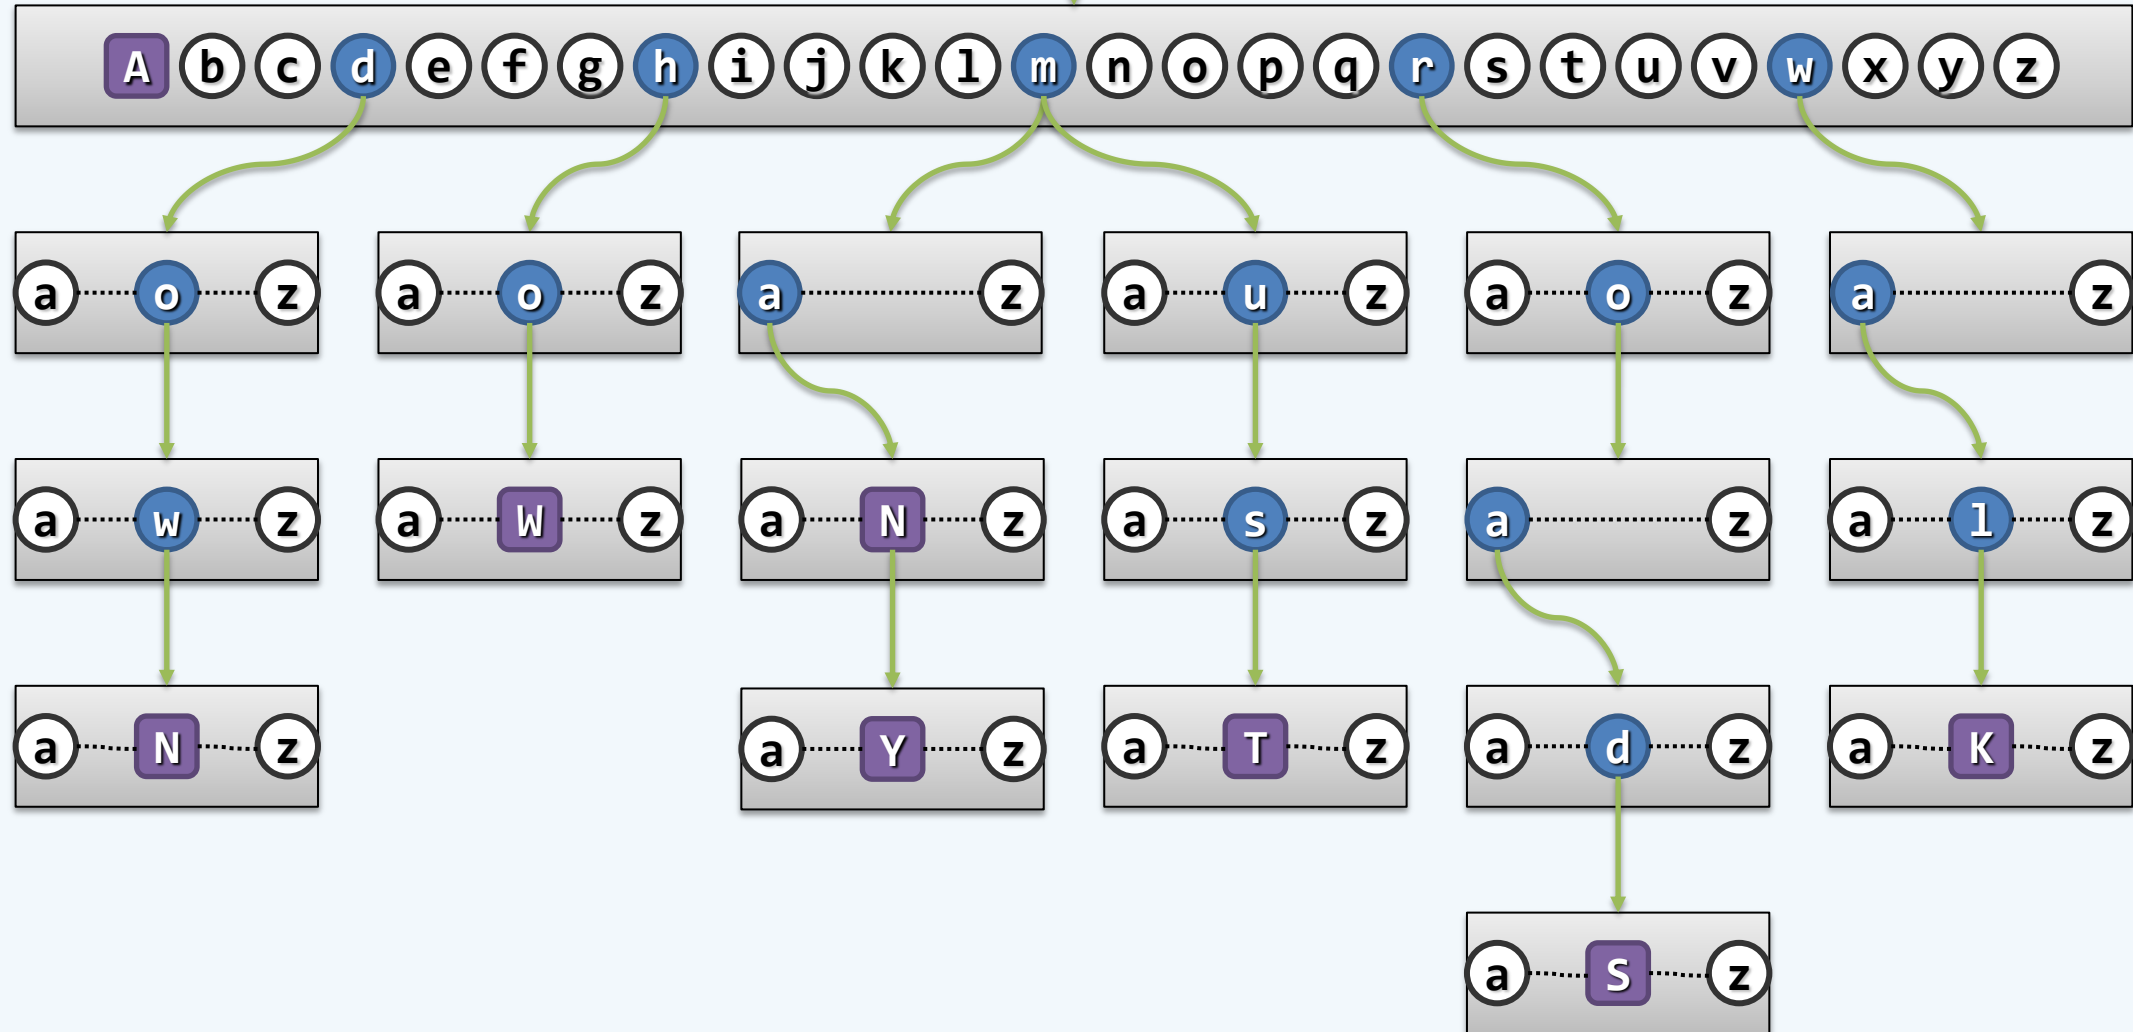 A b c d e f g h i j k l m n o p q r s t u v w x y z
a o z a o z a z a u z a o z a z
a w z a W z a N z a s z a z a l z
a N z a Y z a T z a d z a K z
a S z